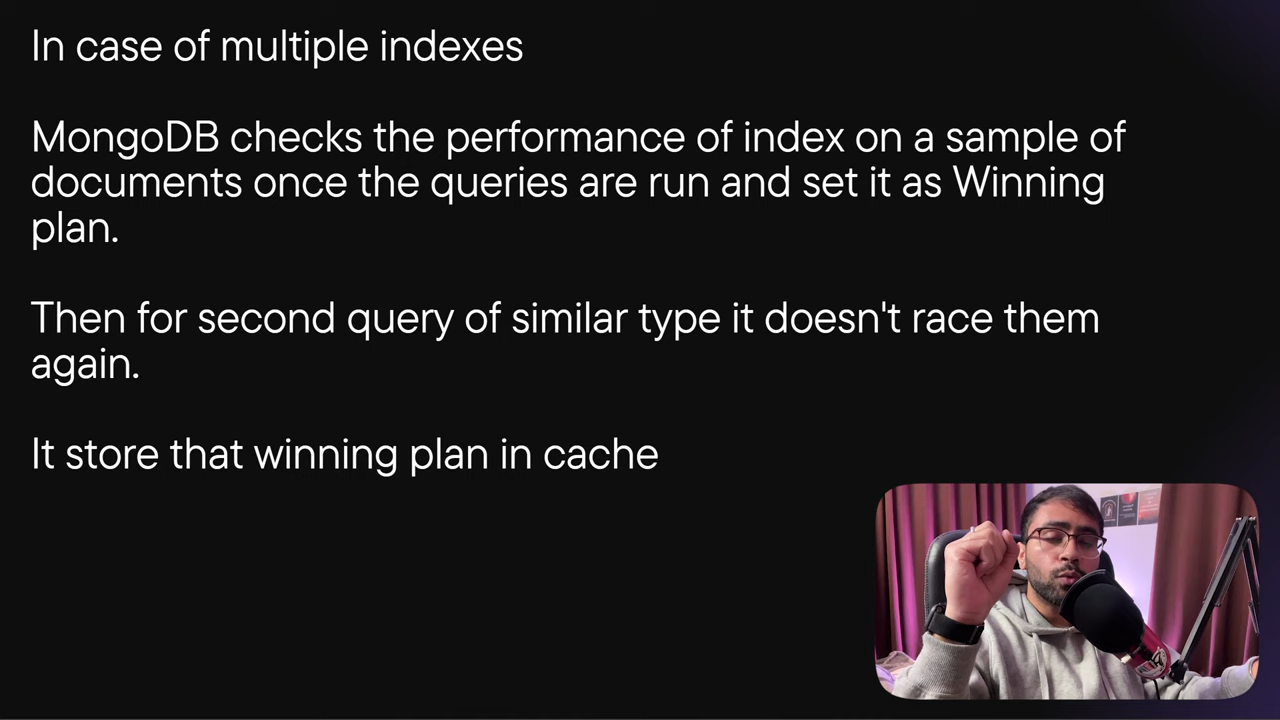 In case of multiple indexes
MongoDB checks the performance of index on a sample of
documents once the queries are run and set it as Winning
plan.
Then for second query of similar type it doesn't race them
again.
It store that winning plan in cache